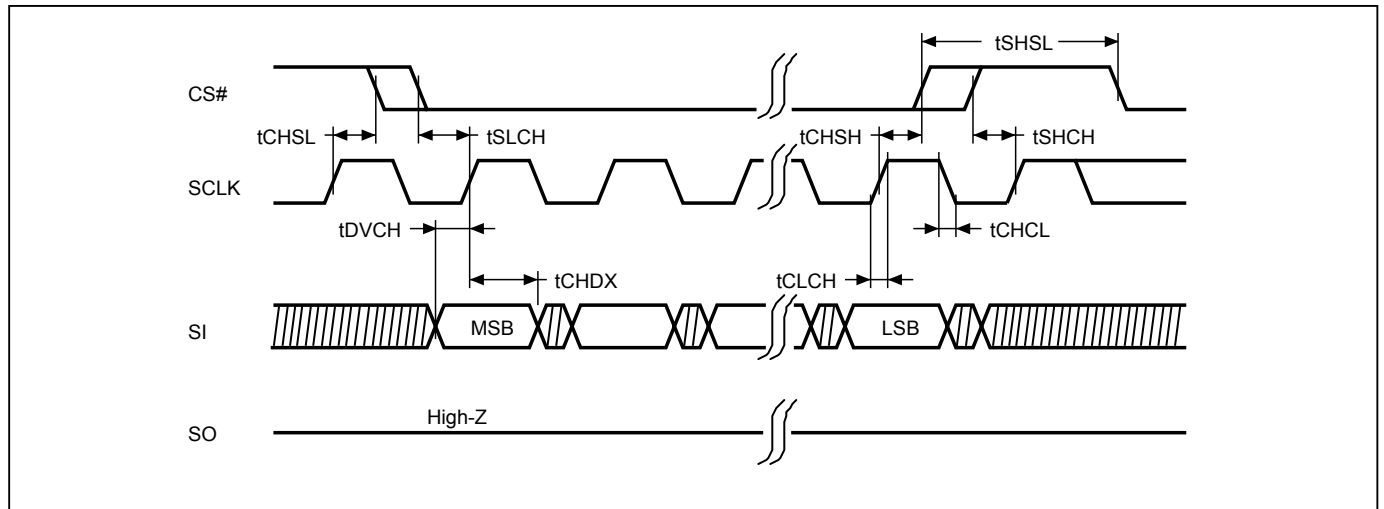 tSHSL
CS#
tCHSL
tSLCH
tCHSH
tSHCH
SCLK
tDVCH
tCHCL
tCHDX
tCLCH
SI
MSB
LSB
High-Z
SO